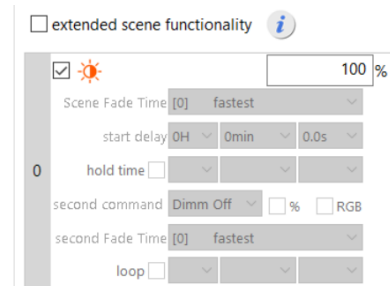 extended scene functionality i
100 %
Scene Fade Time [0] fastest
start delay 0H 0min 0.0s
0 hold time
second command Dimm Off % RGB
second Fade Time [0] fastest
loop